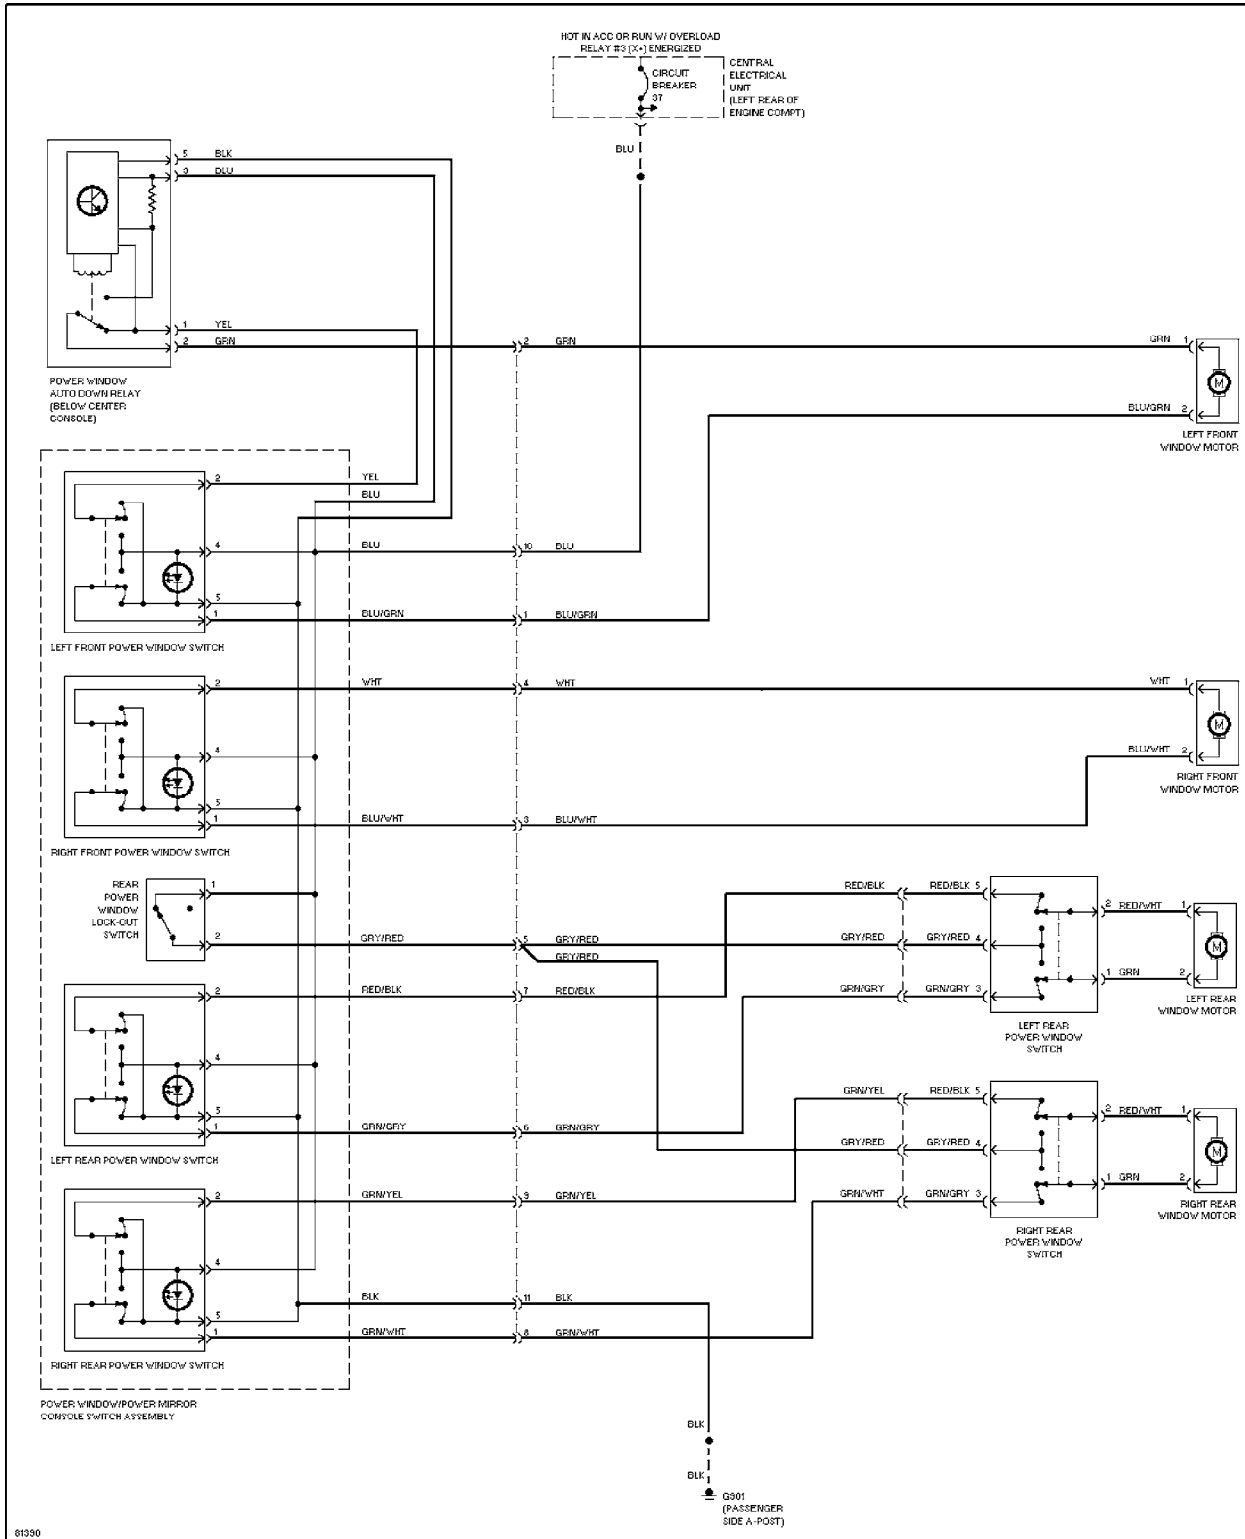 HOT IN ACC OR RUN W/ OVERLOAD
RELAY #3 (X+) ENERGIZED
CIRCUIT
BREAKER
37
CENTRAL
ELECTRICAL
UNIT
(LEFT REAR OF
ENGINE COMPT)
BLU
5 BLK
3 BLU
1 YEL
2 GRN 2 GRN GRN 1
M
BLU/GRN 2
LEFT FRONT
WINDOW MOTOR
POWER WINDOW
AUTO DOWN RELAY
(BELOW CENTER
CONSOLE)
2 YEL
BLU
4 BLU 10 BLU
5
1 BLU/GRN 1 BLU/GRN
LEFT FRONT POWER WINDOW SWITCH
2 WHT 4 WHT WHT 1
M
4 BLU/WHT 2
RIGHT FRONT
WINDOW MOTOR
5
1 BLU/WHT 3 BLU/WHT
RIGHT FRONT POWER WINDOW SWITCH
REAR
POWER
WINDOW
LOCK-OUT
SWITCH
1
2 GRY/RED 5 GRY/RED
GRY/RED
RED/BLK RED/BLK 5
GRY/RED GRY/RED 4
GRN/GRY GRN/GRY 3
2 RED/WHT 1
M
1 GRN 2
LEFT REAR
WINDOW MOTOR
LEFT REAR
POWER WINDOW
SWITCH
2 RED/BLK 7 RED/BLK
4
5
1 GRN/GRY 6 GRN/GRY
LEFT REAR POWER WINDOW SWITCH
GRN/YEL RED/BLK 5
GRY/RED GRY/RED 4
GRN/WHT GRN/GRY 3
2 RED/WHT 1
M
1 GRN 2
RIGHT REAR
WINDOW MOTOR
RIGHT REAR
POWER WINDOW
SWITCH
2 GRN/YEL 9 GRN/YEL
4
BLK 11 BLK
5
1 GRN/WHT 8 GRN/WHT
RIGHT REAR POWER WINDOW SWITCH
POWER WINDOW/POWER MIRROR
CONSOLE SWITCH ASSEMBLY
BLK
BLK
G901
(PASSENGER
SIDE A-POST)
81390